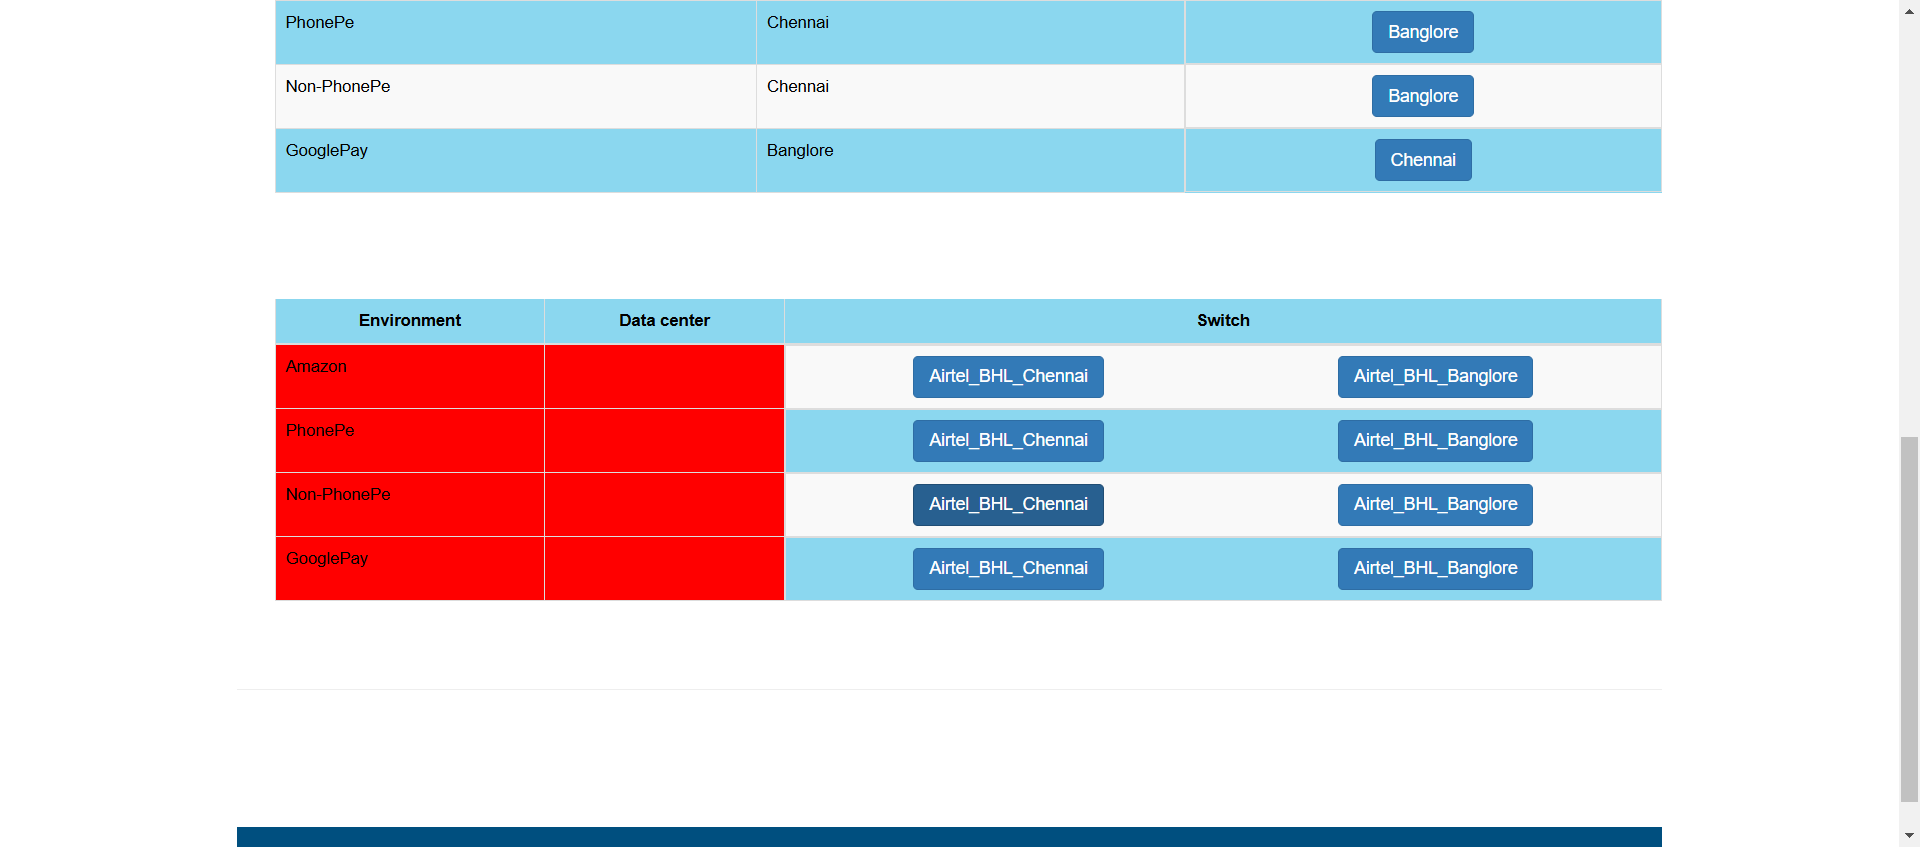 PhonePe Chennai Banglore
Non-PhonePe Chennai Banglore
GooglePay Banglore Chennai
Environment Data center Switch
Amazon Airtel_BHL_Chennai Airtel_BHL_Banglore
PhonePe Airtel_BHL_Chennai Airtel_BHL_Banglore
Non-PhonePe Airtel_BHL_Chennai Airtel_BHL_Banglore
GooglePay Airtel_BHL_Chennai Airtel_BHL_Banglore